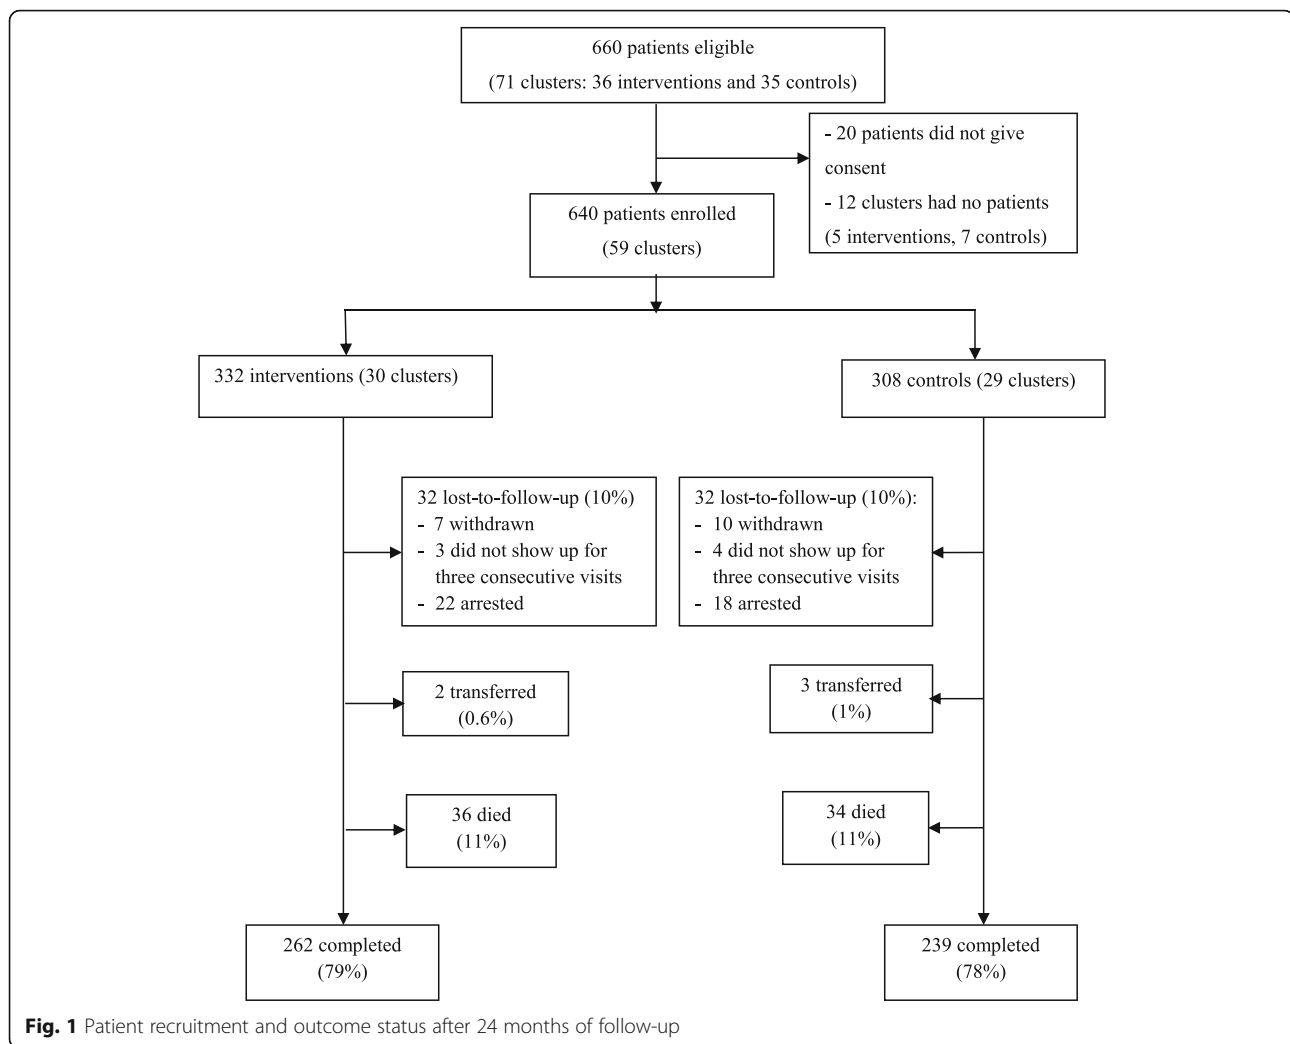 660 patients eligible
(71 clusters: 36 interventions and 35 controls)
- 20 patients did not give
consent
- 12 clusters had no patients
(5 interventions, 7 controls)
640 patients enrolled
(59 clusters)
332 interventions (30 clusters)
308 controls (29 clusters)
32 lost-to-follow-up (10%)
- 7 withdrawn
- 3 did not show up for
three consecutive visits
- 22 arrested
32 lost-to-follow-up (10%):
- 10 withdrawn
- 4 did not show up for
three consecutive visits
- 18 arrested
2 transferred
(0.6%)
3 transferred
(1%)
36 died
(11%)
34 died
(11%)
262 completed
(79%)
239 completed
(78%)
Fig. 1 Patient recruitment and outcome status after 24 months of follow-up